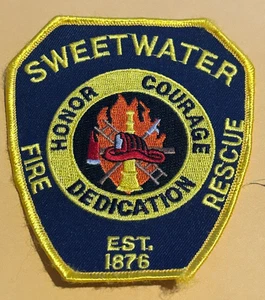 SWEETWATER
FIRE
RESCUE
HONOR
COURAGE
DEDICATION
EST.
1876